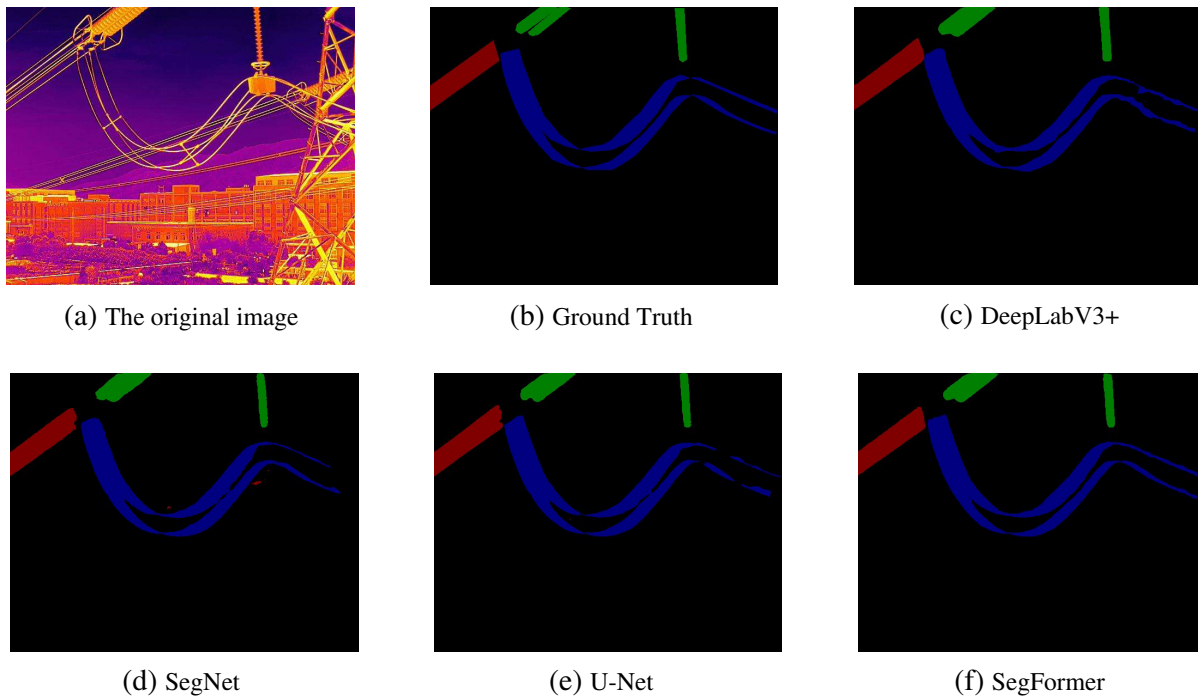 (a) The original image
(b) Ground Truth
(c) DeepLabV3+
(d) SegNet
(e) U-Net
(f) SegFormer